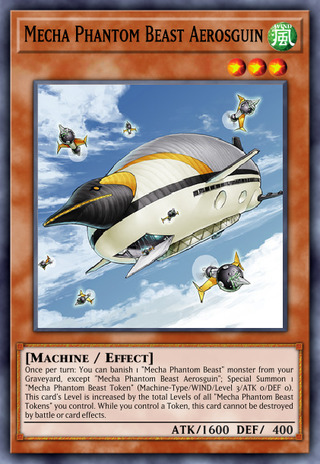 Mecha Phantom Beast Aerosguin
WIND
風
[Machine / Effect]
Once per turn: You can banish 1 "Mecha Phantom Beast" monster from your
Graveyard, except "Mecha Phantom Beast Aerosguin"; Special Summon 1
"Mecha Phantom Beast Token" (Machine-Type/WIND/Level 3/ATK 0/DEF 0).
This card's Level is increased by the total Levels of all "Mecha Phantom Beast
Tokens" you control. While you control a Token, this card cannot be destroyed
by battle or card effects.
ATK/1600 DEF/ 400